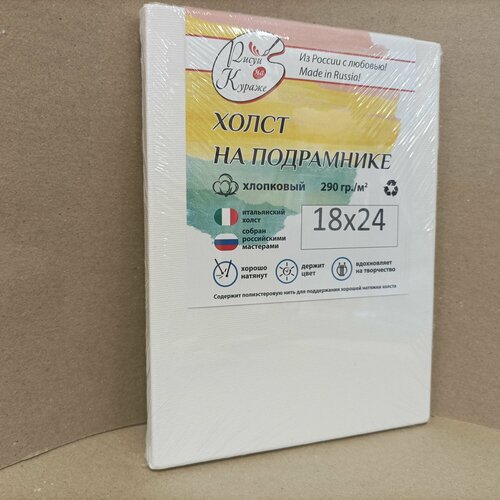 Рисуй
на
Кураже
Из России с любовью!
Made in Russia!
ХОЛСТ
НА ПОДРАМНИКЕ
ХЛОПКОВЫЙ 290 гр./м²
итальянский
холст
18x24
собран
российскими
мастерами
хорошо
натянут
держит
цвет
вдохновляет
на творчество
Содержит полиэстеровую нить для поддержания хорошей натяжки холста